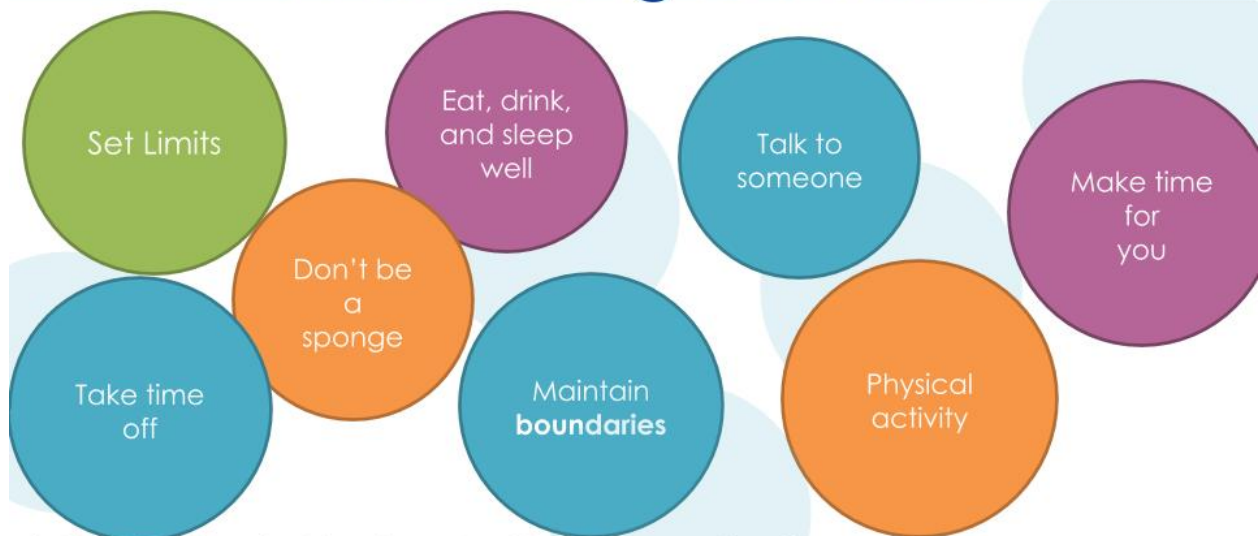 Set Limits
Eat, drink,
and sleep
well
Talk to
someone
Make time
for
you
Don't be
a
sponge
Take time
off
Maintain
boundaries
Physical
activity